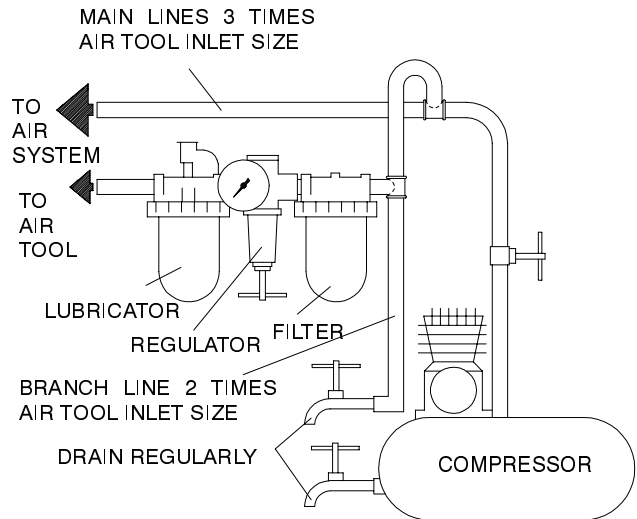 MAIN LINES 3 TIMES
AIR TOOL INLET SIZE
TO
AIR
SYSTEM
TO
AIR
TOOL
LUBRICATOR
REGULATOR
FILTER
BRANCH LINE 2 TIMES
AIR TOOL INLET SIZE
DRAIN REGULARLY
COMPRESSOR